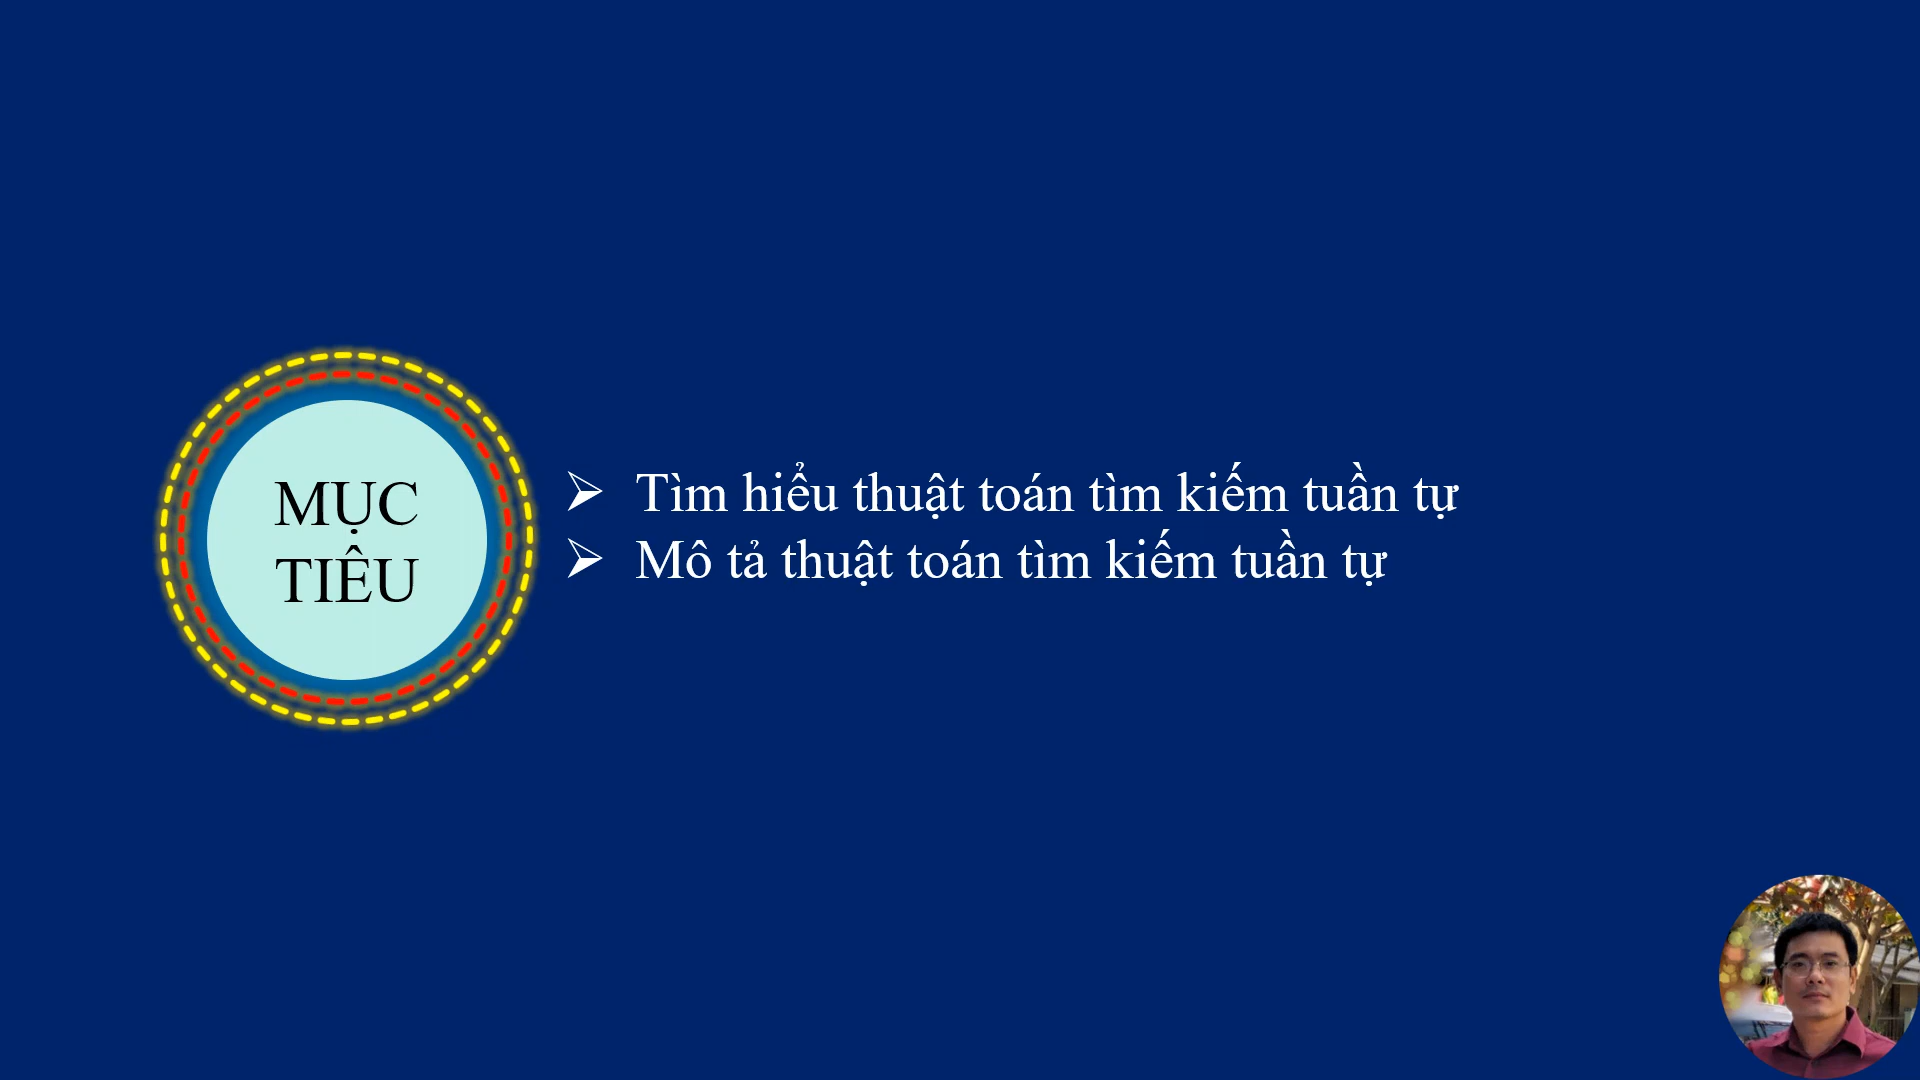 MỤC
TIÊU
Tìm hiểu thuật toán tìm kiếm tuần tự
Mô tả thuật toán tìm kiếm tuần tự